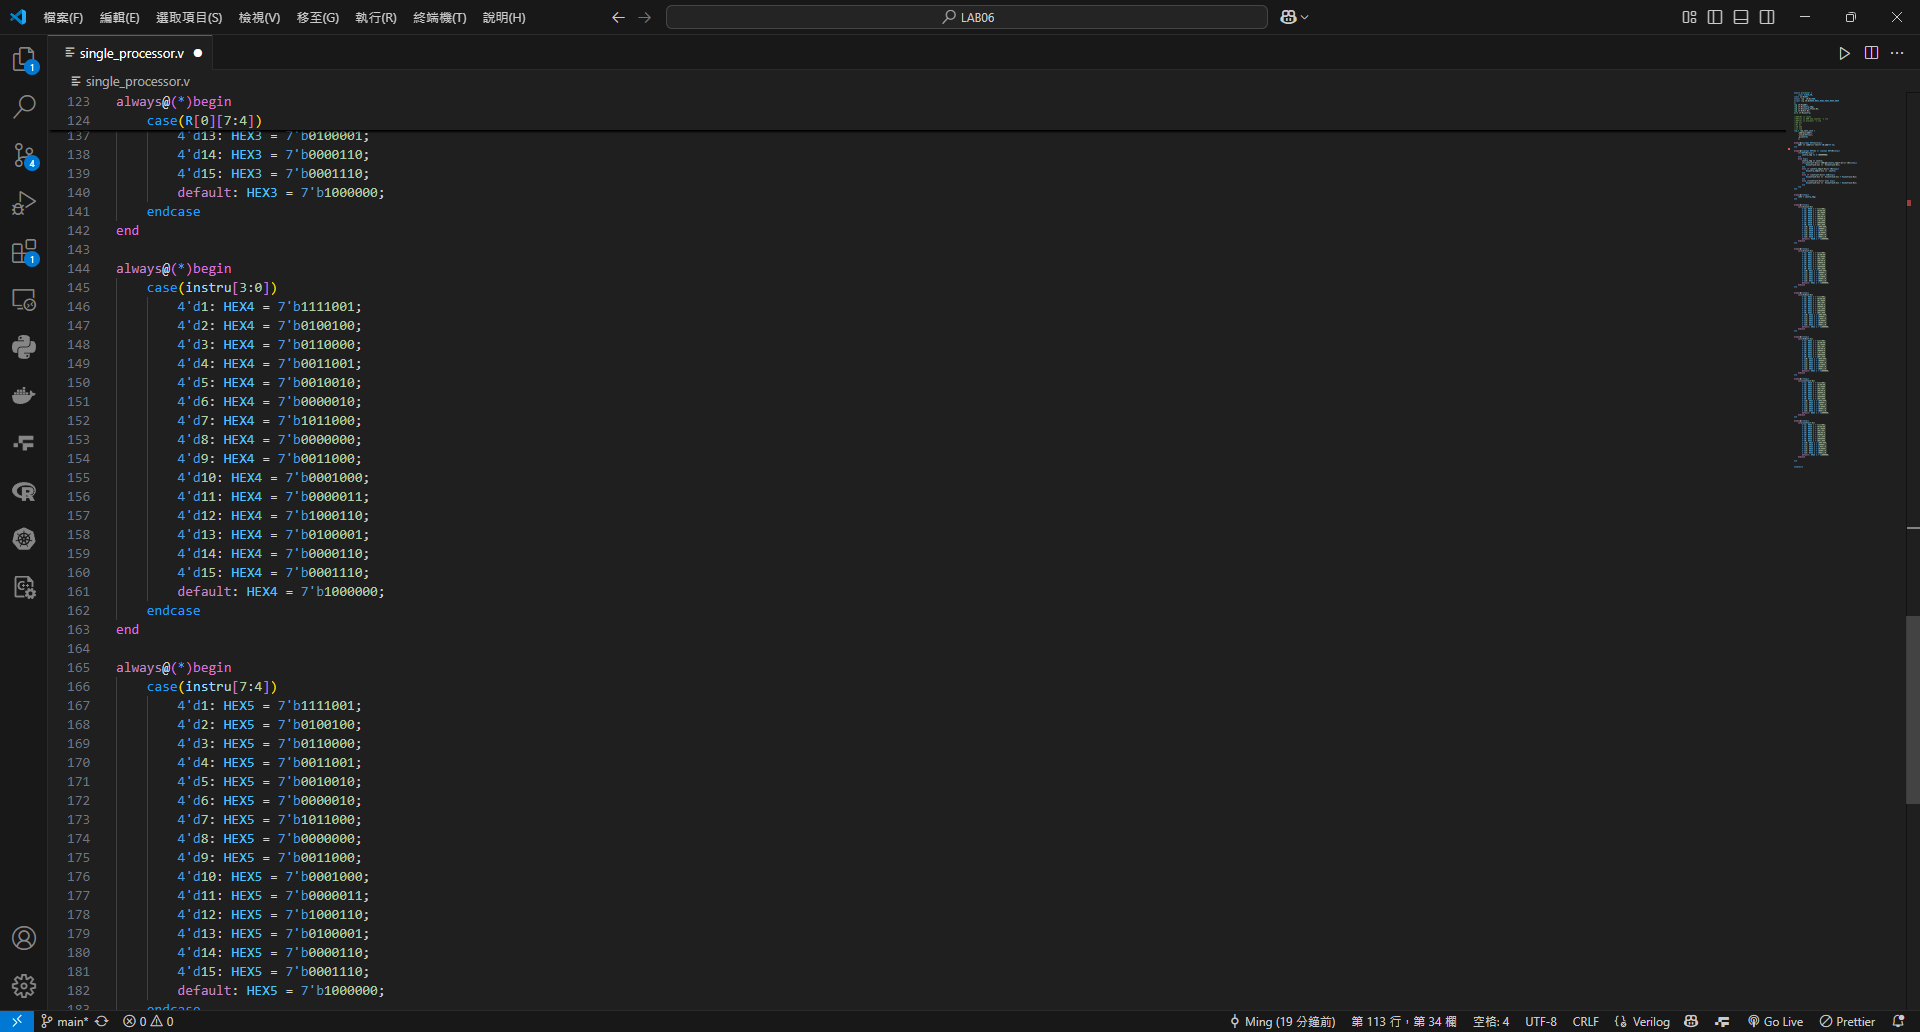 檔案(F) 編輯(E) 選取項目(S) 檢視(V) 移至(G) 執行(R) 終端機(T) 說明(H) LAB06
single_processor.v
single_processor.v
123 always@(*)begin
124 case(R[0][7:4])
137 4'd13: HEX3 = 7'b0100001;
138 4'd14: HEX3 = 7'b0000110;
139 4'd15: HEX3 = 7'b0001110;
140 default: HEX3 = 7'b1000000;
141 endcase
142 end
143
144 always@(*)begin
145 case(instru[3:0])
146 4'd1: HEX4 = 7'b1111001;
147 4'd2: HEX4 = 7'b0100100;
148 4'd3: HEX4 = 7'b0110000;
149 4'd4: HEX4 = 7'b0011001;
150 4'd5: HEX4 = 7'b0010010;
151 4'd6: HEX4 = 7'b0000010;
152 4'd7: HEX4 = 7'b1011000;
153 4'd8: HEX4 = 7'b0000000;
154 4'd9: HEX4 = 7'b0011000;
155 4'd10: HEX4 = 7'b0001000;
156 4'd11: HEX4 = 7'b0000011;
157 4'd12: HEX4 = 7'b1000110;
158 4'd13: HEX4 = 7'b0100001;
159 4'd14: HEX4 = 7'b0000110;
160 4'd15: HEX4 = 7'b0001110;
161 default: HEX4 = 7'b1000000;
162 endcase
163 end
164
165 always@(*)begin
166 case(instru[7:4])
167 4'd1: HEX5 = 7'b1111001;
168 4'd2: HEX5 = 7'b0100100;
169 4'd3: HEX5 = 7'b0110000;
170 4'd4: HEX5 = 7'b0011001;
171 4'd5: HEX5 = 7'b0010010;
172 4'd6: HEX5 = 7'b0000010;
173 4'd7: HEX5 = 7'b1011000;
174 4'd8: HEX5 = 7'b0000000;
175 4'd9: HEX5 = 7'b0011000;
176 4'd10: HEX5 = 7'b0001000;
177 4'd11: HEX5 = 7'b0000011;
178 4'd12: HEX5 = 7'b1000110;
179 4'd13: HEX5 = 7'b0100001;
180 4'd14: HEX5 = 7'b0000110;
181 4'd15: HEX5 = 7'b0001110;
182 default: HEX5 = 7'b1000000;
183 endcase
1
4
1
main* 0 0 Ming (19 分鐘前) 第 113 行，第 34 欄 空格: 4 UTF-8 CRLF {} Verilog Go Live Prettier